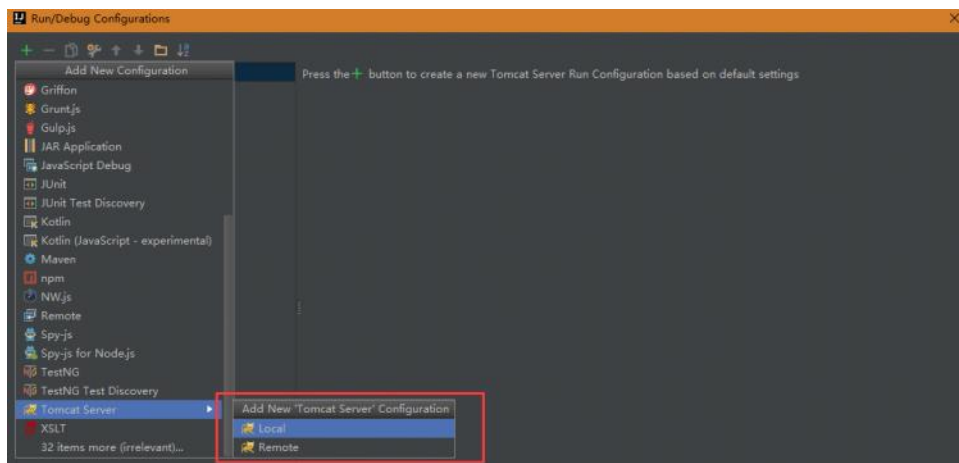 Run/Debug Configurations
Add New Configuration
Press the + button to create a new Tomcat Server Run Configuration based on default settings
Griffon
Grunt.js
Gulp.js
JAR Application
JavaScript Debug
JUnit
JUnit Test Discovery
Kotlin
Kotlin (JavaScript - experimental)
Maven
npm
NW.js
Remote
Spy-js
Spy-js for Node.js
TestNG
TestNG Test Discovery
Tomcat Server
Add New 'Tomcat Server' Configuration
XSLT
Local
32 items more (irrelevant)...
Remote